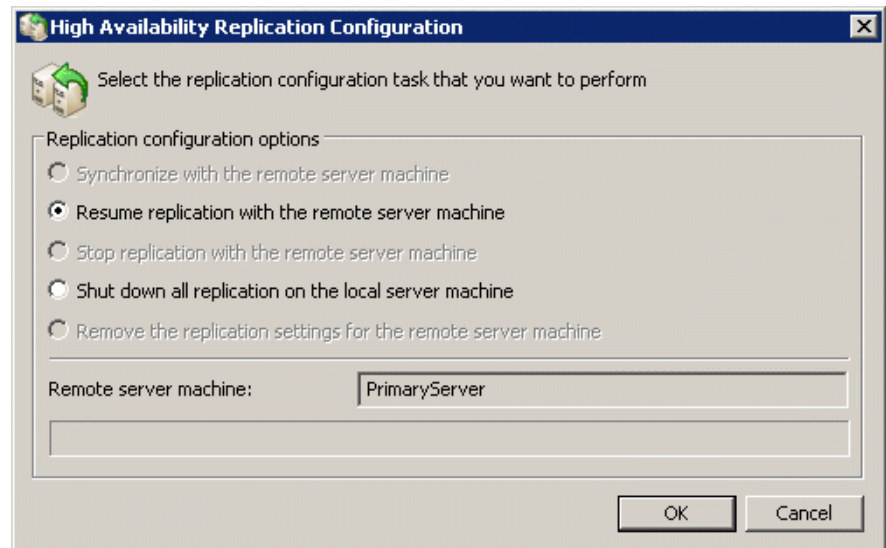 High Availability Replication Configuration
Select the replication configuration task that you want to perform
Replication configuration options
Synchronize with the remote server machine
Resume replication with the remote server machine
Stop replication with the remote server machine
Shut down all replication on the local server machine
Remove the replication settings for the remote server machine
Remote server machine: PrimaryServer
OK Cancel